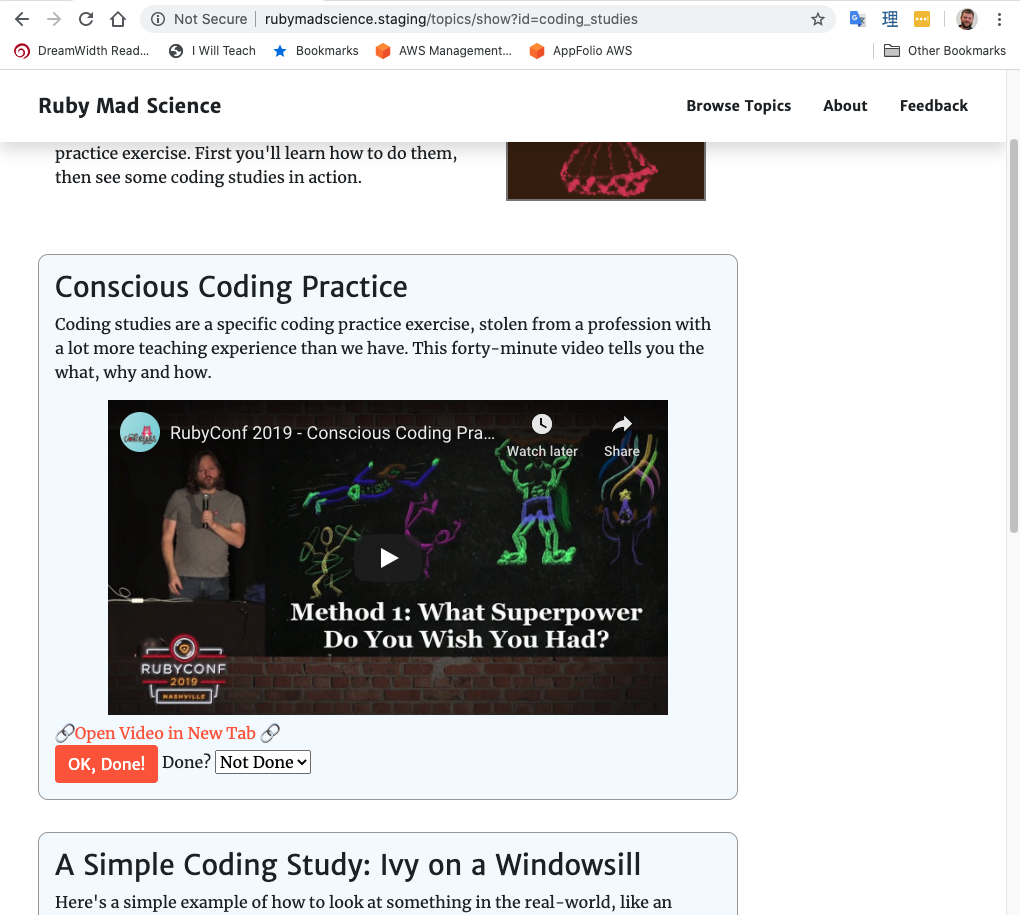 Not Secure
rubymadscience.staging/topics/show?id=coding_studies
理
DreamWidth Read...
I Will Teach
Bookmarks
AWS Management...
AppFolio AWS
Other Bookmarks
Ruby Mad Science
Browse Topics
About
Feedback
practice exercise. First you'll learn how to do them,
then see some coding studies in action.
Conscious Coding Practice
Coding studies are a specific coding practice exercise, stolen from a profession with
a lot more teaching experience than we have. This forty-minute video tells you the
what, why and how.
RubyConf 2019 - Conscious Coding Pra...
Watch later
Share
Method 1: What Superpower
Do You Wish You Had?
RUBYCONF
2019
NASHVILLE
Open Video in New Tab
OK, Done!
Done?
Not Done
A Simple Coding Study: Ivy on a Windowsill
Here's a simple example of how to look at something in the real-world, like an